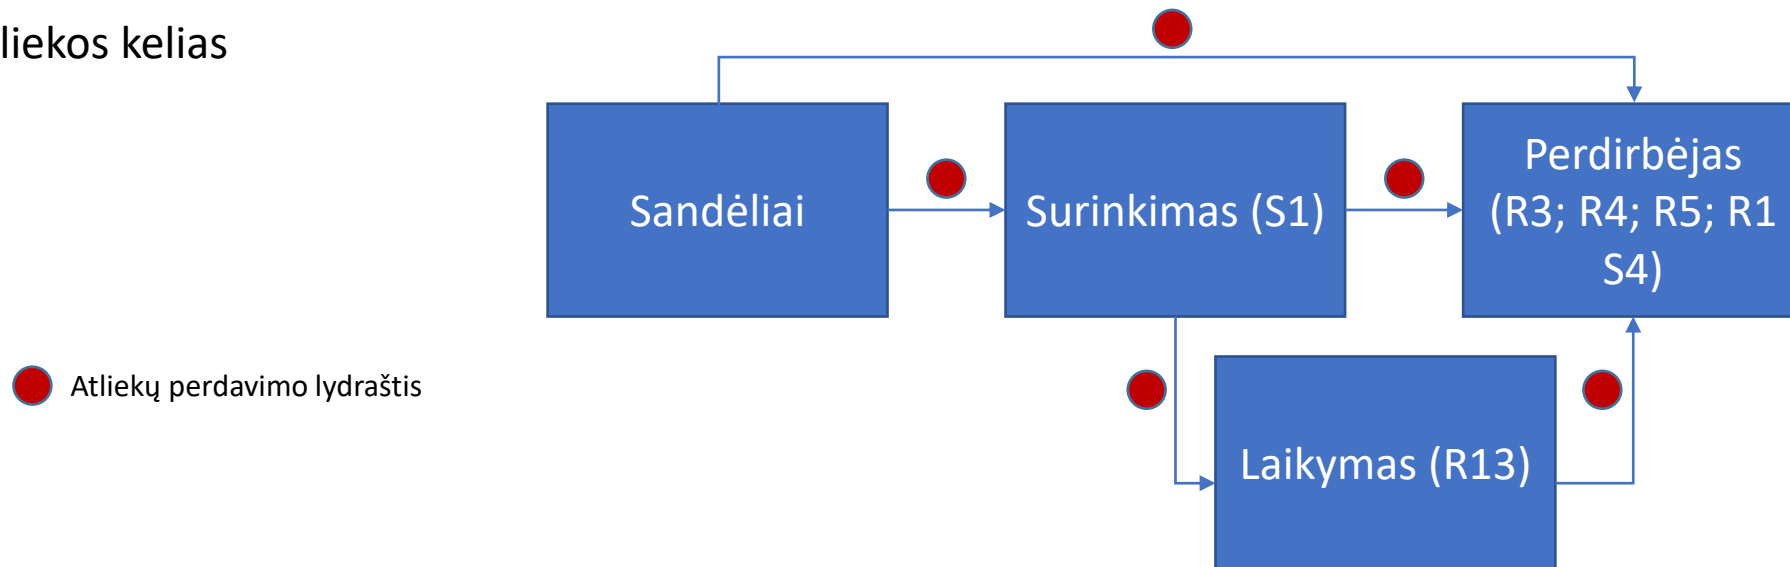 liekos kelias
Sandėliai
Surinkimas (S1)
Perdirbėjas
(R3; R4; R5; R1
S4)
Atliekų perdavimo lydraštis
Laikymas (R13)